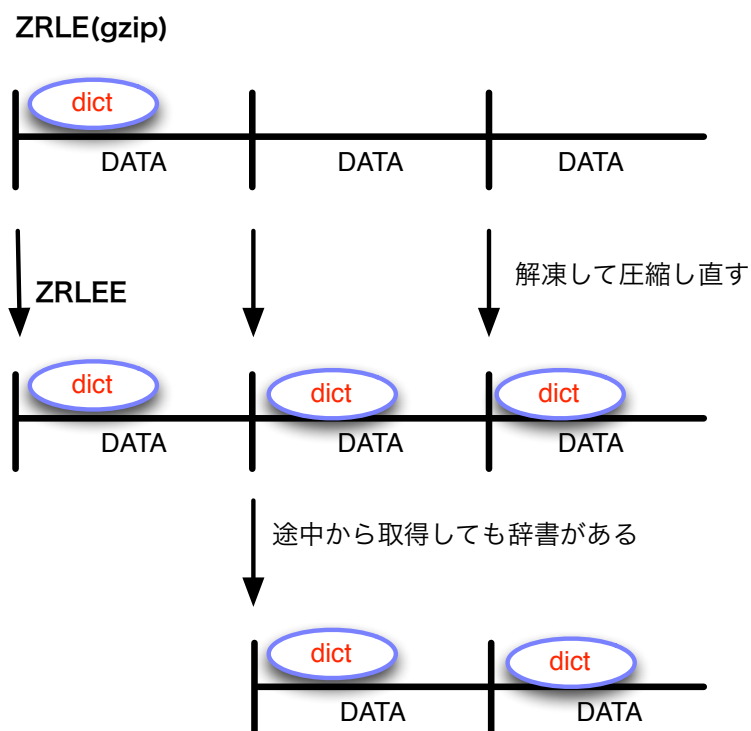 ZRLE(gzip)
dict
DATA DATA DATA
解凍して圧縮し直す
ZRLEE
dict dict dict
DATA DATA DATA
途中から取得しても辞書がある
dict dict
DATA DATA